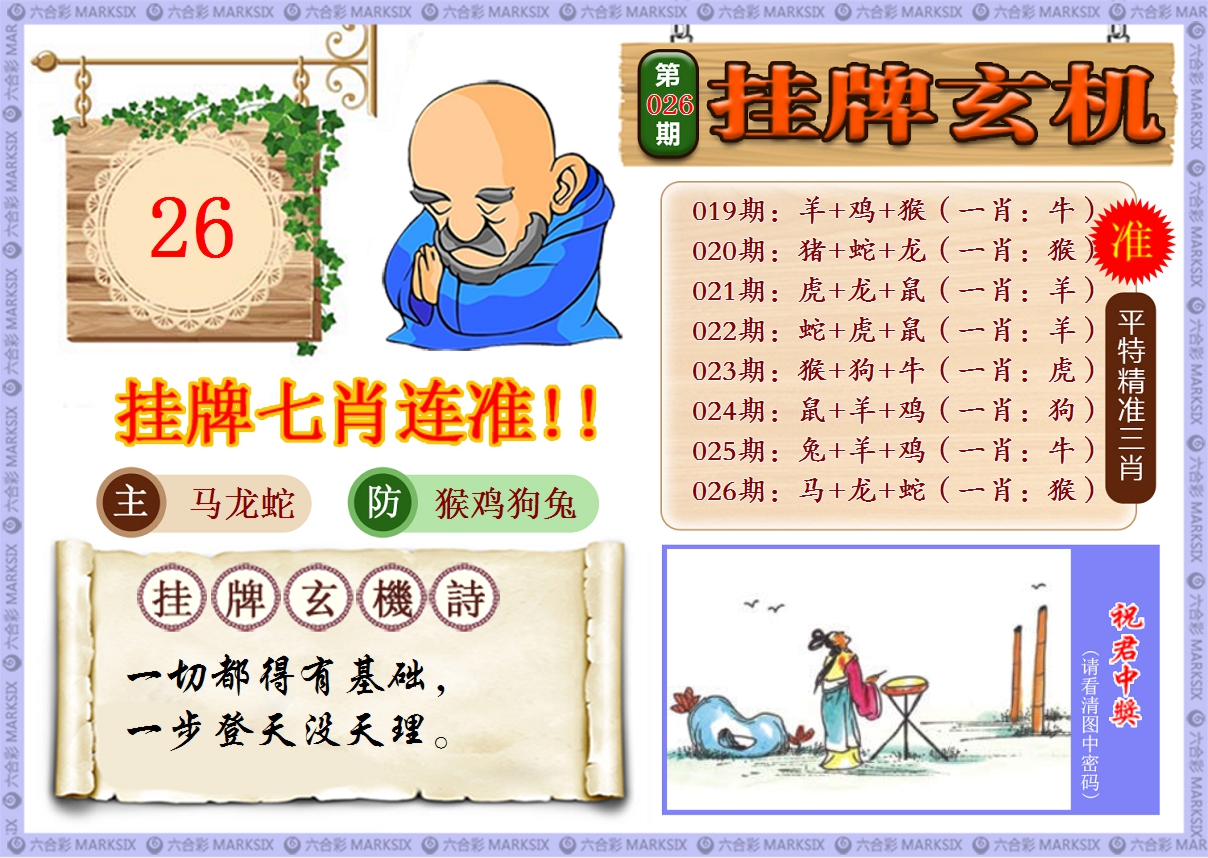 六合彩 MARKSIX
第
026
期
挂牌玄机
26
019期：羊+鸡+猴（一肖：牛）
020期：猪+蛇+龙（一肖：猴）
021期：虎+龙+鼠（一肖：羊）
022期：蛇+虎+鼠（一肖：羊）
023期：猴+狗+牛（一肖：虎）
024期：鼠+羊+鸡（一肖：狗）
025期：兔+羊+鸡（一肖：牛）
026期：马+龙+蛇（一肖：猴）
准
平特精准三肖
挂牌七肖连准!!
主 马龙蛇
防 猴鸡狗兔
挂牌玄機詩
一切都得有基础，
一步登天没天理。
祝君中奖
（请看清图中密码）